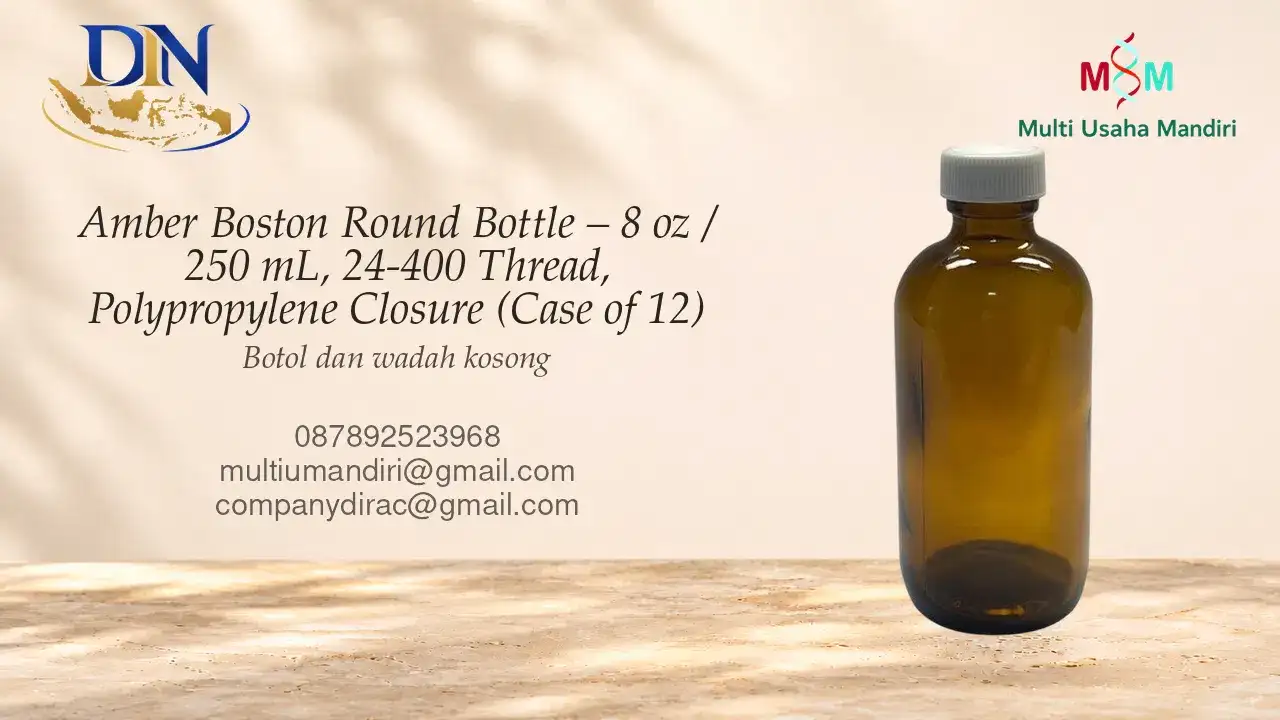 DN
M M
Multi Usaha Mandiri
Amber Boston Round Bottle – 8 oz /
250 mL, 24-400 Thread,
Polypropylene Closure (Case of 12)
Botol dan wadah kosong
087892523968
multiumandiri@gmail.com
companydirac@gmail.com